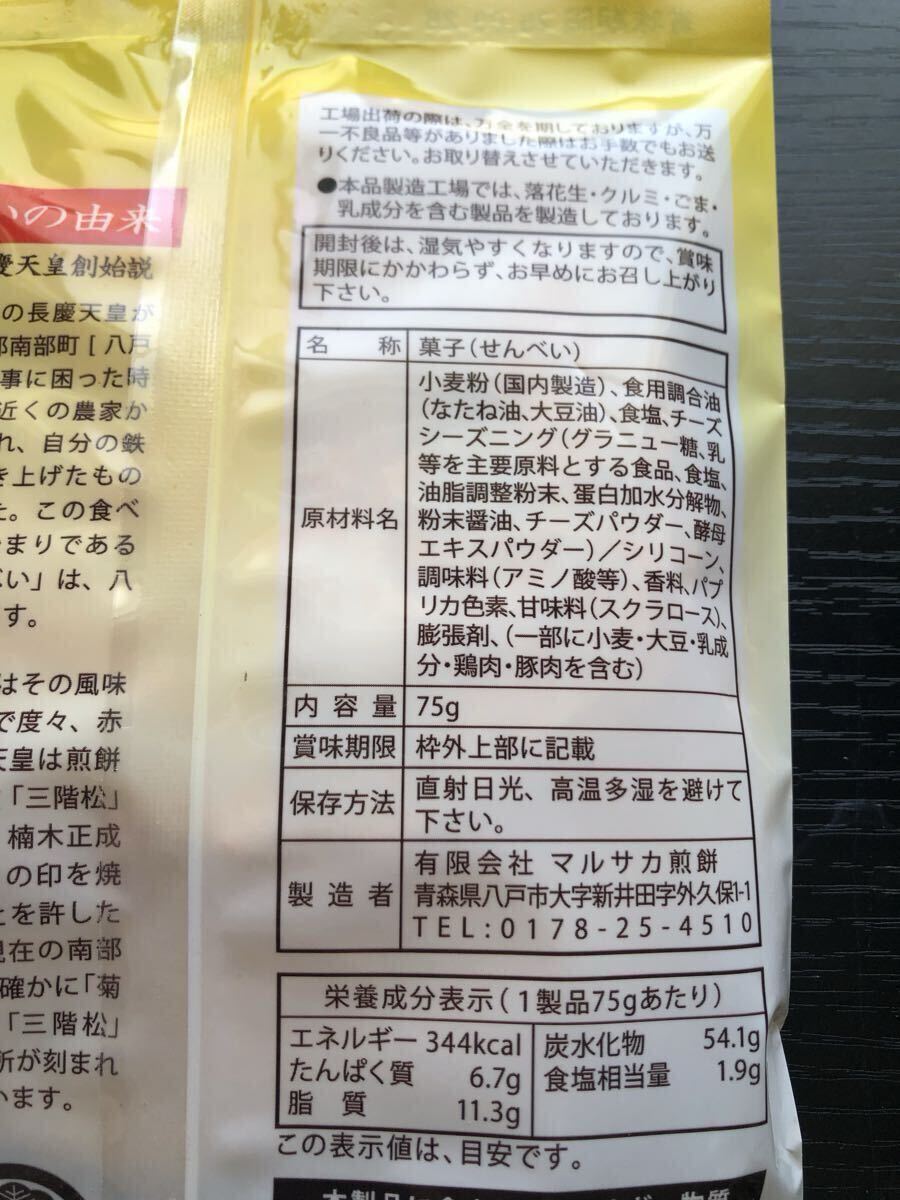 の由来
慶天皇創始説
の長慶天皇が
部南部町 [ 八戸
事に困った時
近くの農家か
れ、自分の鉄
き上げたもの
た。この食べ
まりである
い」は、八
す。
はその風味
で度々、赤
天皇は煎餅
「三階松」
楠木正成
の印を焼
とを許した
現在の南部
確かに「菊
「三階松」
所が刻まれ
います。
工場出荷の際は、万全を期しておりますが、万
一不良品等がありました際はお手数でもお送
りください。お取り替えさせていただきます。
●本品製造工場では、落花生・クルミ・ごま・
乳成分を含む製品を製造しております。
開封後は、湿気やすくなりますので、賞味
期限にかかわらず、お早めにお召し上がり
下さい。
名称 菓子(せんべい)
原材料名 小麦粉(国内製造)、食用調合油
(なたね油、大豆油)、食塩、チーズ
シーズニング(グラニュー糖、乳
等を主要原料とする食品、食塩、
油脂調整粉末、蛋白加水分解物、
粉末醤油、チーズパウダー、酵母
エキスパウダー)/シリコーン、
調味料(アミノ酸等)、香料、パプ
リカ色素、甘味料(スクラロース)、
膨張剤、(一部に小麦・大豆・乳成
分・鶏肉・豚肉を含む)
内容量 75g
賞味期限 枠外上部に記載
保存方法 直射日光、高温多湿を避けて
下さい。
製造者 有限会社 マルサカ煎餅
青森県八戸市大字新井田字外久保1-1
TEL:0178-25-4510
栄養成分表示(1製品75gあたり)
エネルギー 344kcal 炭水化物 54.1g
たんぱく質 6.7g 食塩相当量 1.9g
脂質 11.3g
この表示値は、目安です。